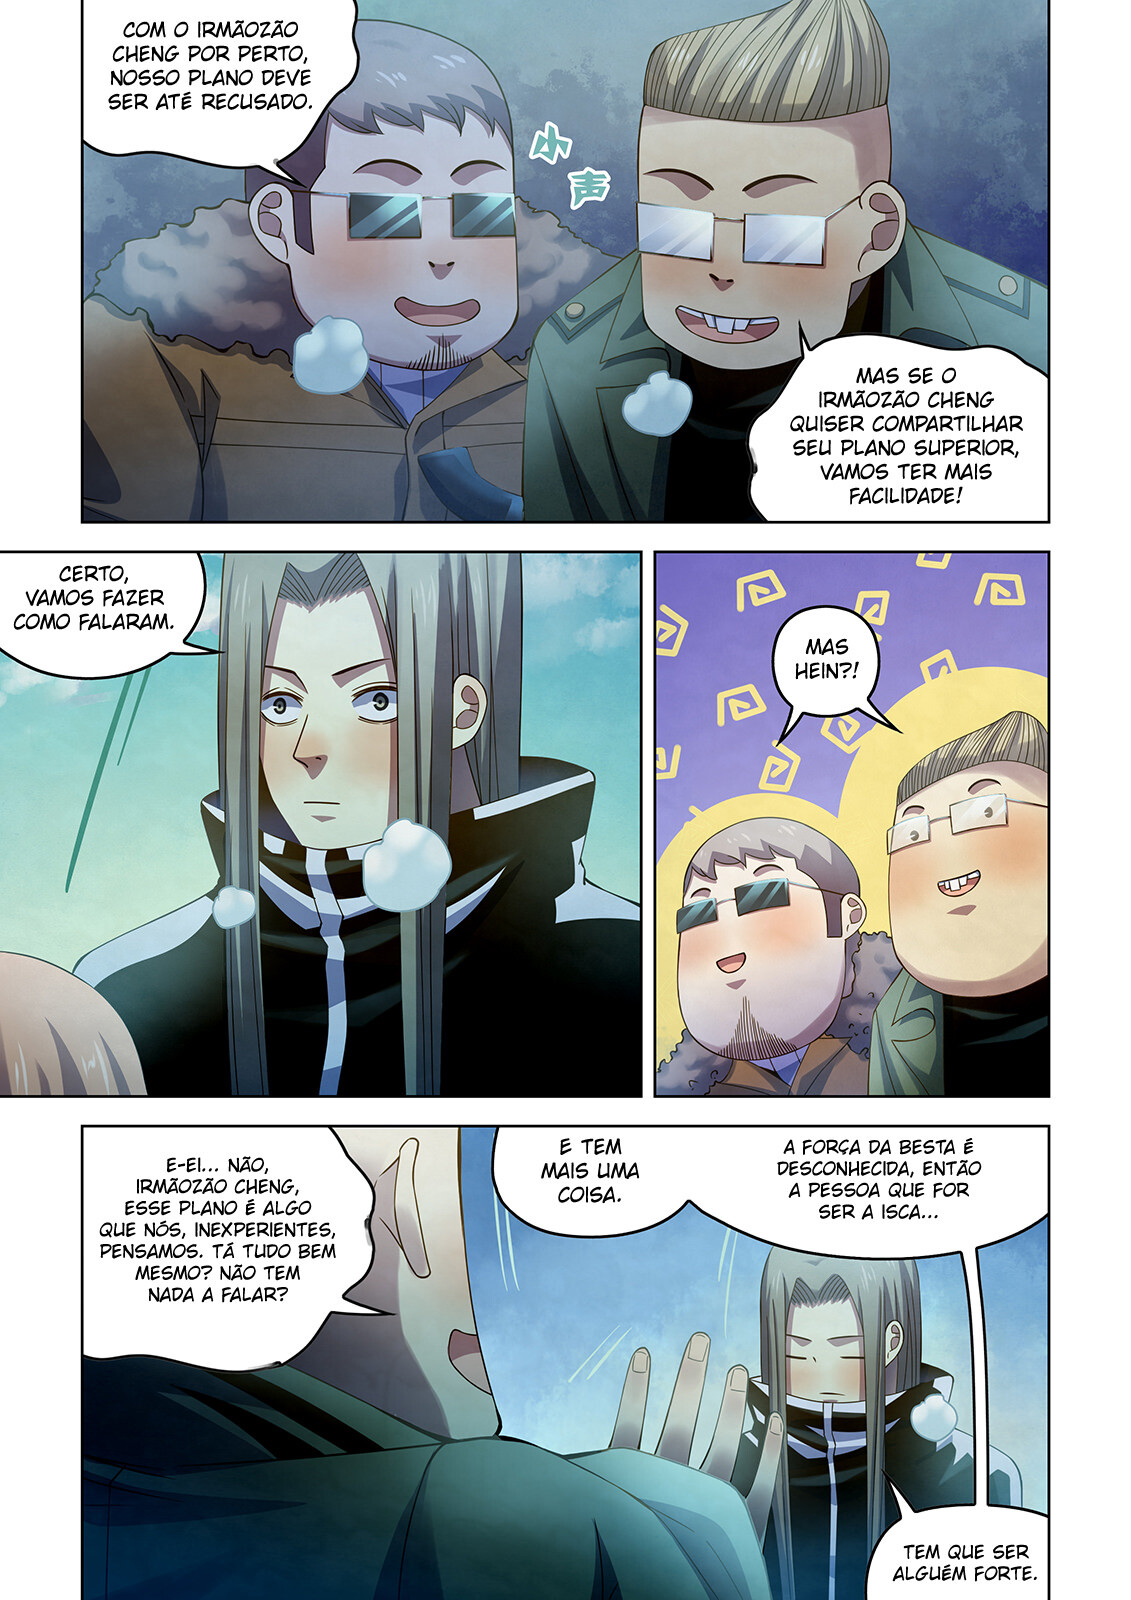 COM O IRMÃOZÃO
CHENG POR PERTO,
NOSSO PLANO DEVE
SER ATÉ RECUSADO.
小
声
MAS SE O
IRMÃOZÃO CHENG
QUISER COMPARTILHAR
SEU PLANO SUPERIOR,
VAMOS TER MAIS
FACILIDADE!
CERTO,
VAMOS FAZER
COMO FALARAM.
MAS
HEIN?!
E-EI... NÃO,
IRMÃOZÃO CHENG,
ESSE PLANO É ALGO
QUE NÓS, INEXPERIENTES,
PENSAMOS. TÁ TUDO BEM
MESMO? NÃO TEM
NADA A FALAR?
E TEM
MAIS UMA
COISA.
A FORÇA DA BESTA É
DESCONHECIDA, ENTÃO
A PESSOA QUE FOR
SER A ISCA...
TEM QUE SER
ALGUÉM FORTE.